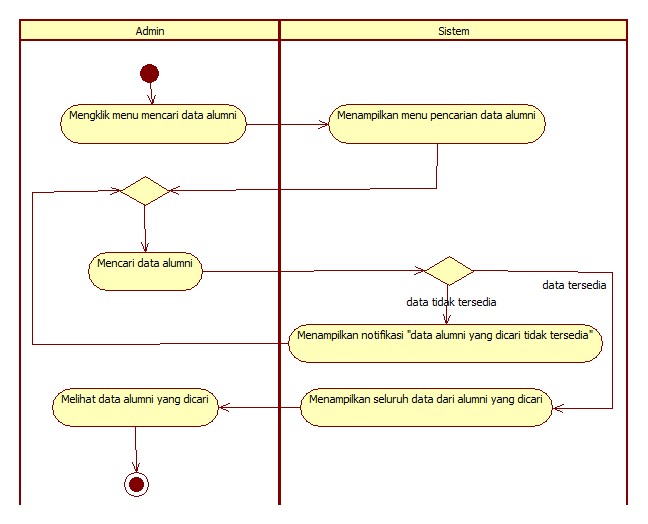 Admin
Sistem
Mengklik menu mencari data alumni
Menampilkan menu pencarian data alumni
Mencari data alumni
data tersedia
data tidak tersedia
Menampilkan notifikasi "data alumni yang dicari tidak tersedia"
Melihat data alumni yang dicari
Menampilkan seluruh data dari alumni yang dicari